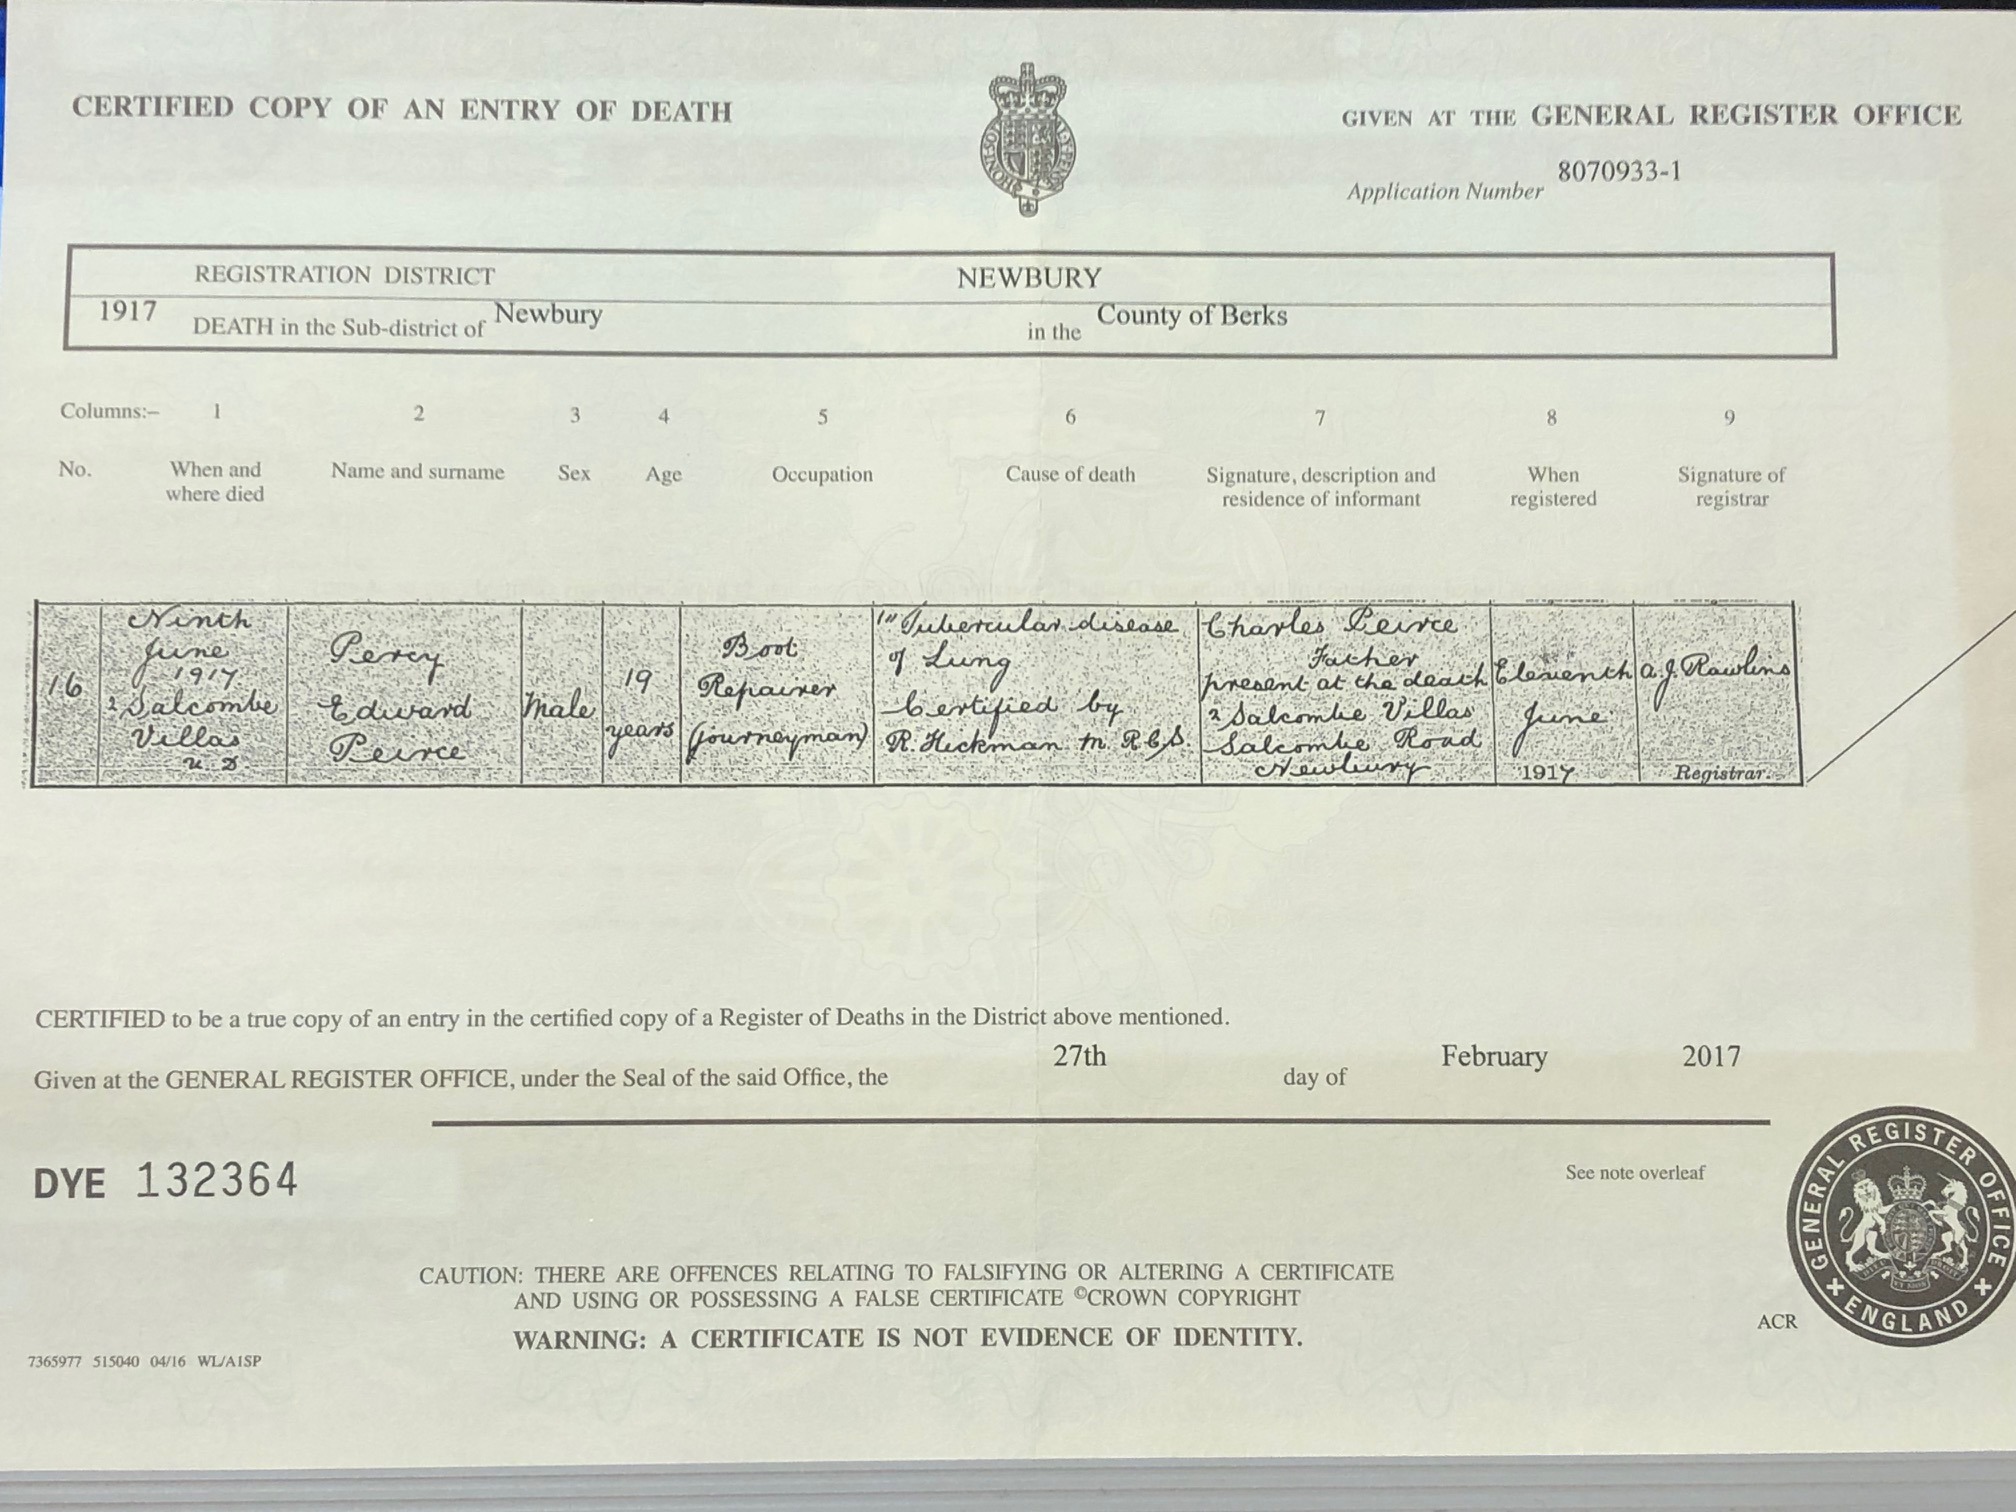 CERTIFIED COPY OF AN ENTRY OF DEATH
GIVEN AT THE GENERAL REGISTER OFFICE
Application Number 8070933-1
REGISTRATION DISTRICT NEWBURY
1917 DEATH in the Sub-district of Newbury in the County of Berks
Columns:– 1 2 3 4 5 6 7 8 9
No. When and where died Name and surname Sex Age Occupation Cause of death Signature, description and residence of informant When registered Signature of registrar
16
Ninth
June
1917
2 Salcombe
Villas
U. D
Percy
Edward
Peirce
Male
19
years
Boot
Repairer
(journeyman)
Tubercular disease
of Lung
Certified by
R. Hickman M.R.C.S.
Charles Peirce
Father
present at the death
2 Salcombe Villas
Salcombe Road
Newbury
Eleventh
June
1917
A. J. Rawlins
Registrar.
CERTIFIED to be a true copy of an entry in the certified copy of a Register of Deaths in the District above mentioned.
Given at the GENERAL REGISTER OFFICE, under the Seal of the said Office, the 27th day of February 2017
DYE 132364
See note overleaf
GENERAL REGISTER OFFICE
ENGLAND
CAUTION: THERE ARE OFFENCES RELATING TO FALSIFYING OR ALTERING A CERTIFICATE
AND USING OR POSSESSING A FALSE CERTIFICATE ©CROWN COPYRIGHT
ACR
WARNING: A CERTIFICATE IS NOT EVIDENCE OF IDENTITY.
7365977 515040 04/16 WL/A1SP